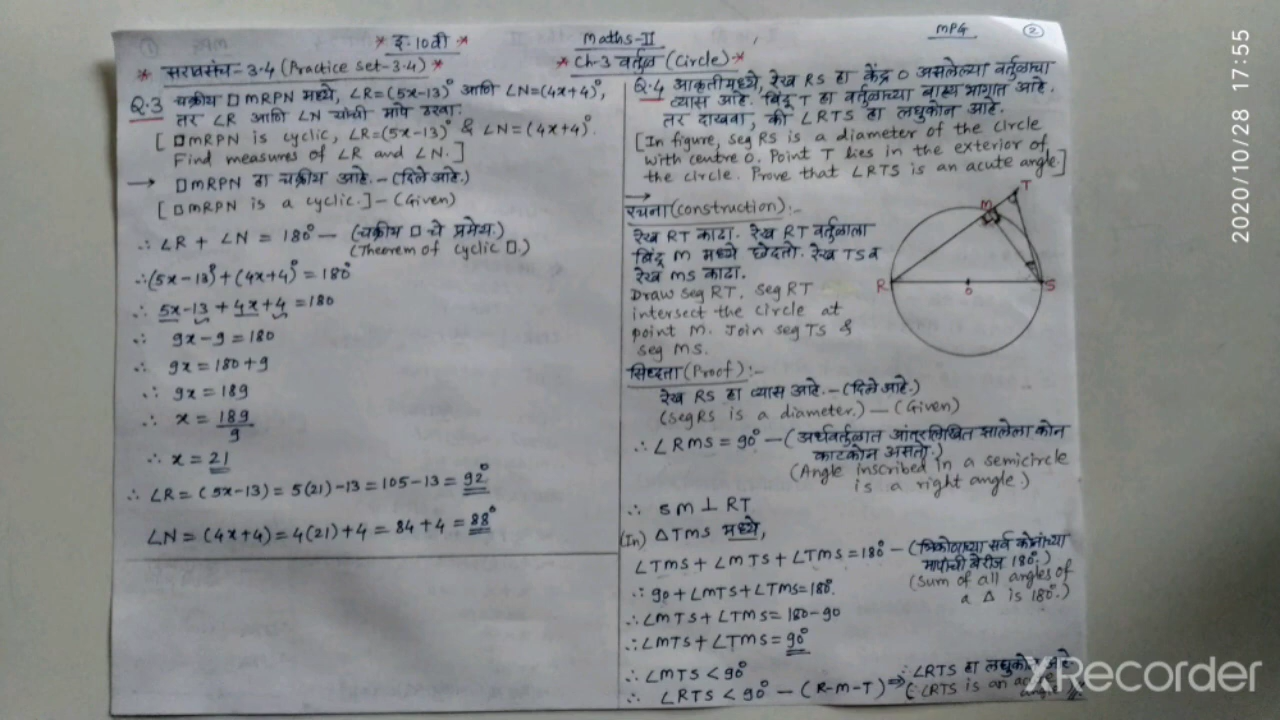 MPG ②
* इ. 10वी * Maths-II
* सरावसंच - 3.4 (Practice Set-3.4) * * Ch-3 वर्तुळ (Circle) *
Q.3 चक्रीय □MRPN मध्ये, ∠R=(5x-13)° आणि ∠N=(4x+4)°,
तर ∠R आणि ∠N यांची मापे ठरवा.
[□MRPN is cyclic, ∠R=(5x-13)° & ∠N=(4x+4)°.
Find measures of ∠R and ∠N.]
→ □MRPN हा चक्रीय आहे. - (दिले आहे.)
[□MRPN is a cyclic.] - (Given)
∴ ∠R + ∠N = 180° - (चक्रीय □ चे प्रमेय.)
(Theorem of cyclic □.)
∴ (5x-13)° + (4x+4)° = 180°
∴ 5x-13 + 4x+4 = 180
∴ 9x-9 = 180
∴ 9x = 180+9
∴ 9x = 189
∴ x = 189/9
∴ x = 21
∴ ∠R = (5x-13) = 5(21)-13 = 105-13 = 92°
∠N = (4x+4) = 4(21)+4 = 84+4 = 88°
Q.4 आकृतीमध्ये, रेख RS हा केंद्र O असलेल्या वर्तुळाचा
व्यास आहे. बिंदू T हा वर्तुळाच्या बाह्य भागात आहे.
तर दाखवा, की ∠RTS हा लघुकोन आहे.
[In figure, seg RS is a diameter of the circle
with centre O. Point T lies in the exterior of
the circle. Prove that ∠RTS is an acute angle.]
→
रचना (construction):-
रेख RT काढा. रेख RT वर्तुळाला
बिंदू M मध्ये छेदतो. रेख TS व
रेख MS काढा.
Draw seg RT. seg RT
intersect the circle at
point M. Join seg TS &
seg MS.
T
M
R
O
S
सिध्दता (Proof):-
रेख RS हा व्यास आहे. - (दिले आहे.)
(seg RS is a diameter.) - (Given)
∴ ∠RMS = 90° - (अर्धवर्तुळात आंतरलिखित झालेला कोन
काटकोन असतो.)
(Angle inscribed in a semicircle
is a right angle.)
∴ SM ⊥ RT
(In) △TMS मध्ये,
∠TMS + ∠MTS + ∠TMS = 180° - (त्रिकोणाच्या सर्व कोनांच्या
मापांची बेरीज 180°.)
(Sum of all angles of
a △ is 180°.)
∴ 90 + ∠MTS + ∠TMS = 180.
∴ ∠MTS + ∠TMS = 180-90
∴ ∠MTS + ∠TMS = 90°
∴ ∠MTS < 90°
∴ ∠RTS < 90° - (R-M-T) ⇒ ∴ ∠RTS हा लघुकोन आहे
(∴ ∠RTS is an acute angle)
2020/10/28 17:55
XRecorder